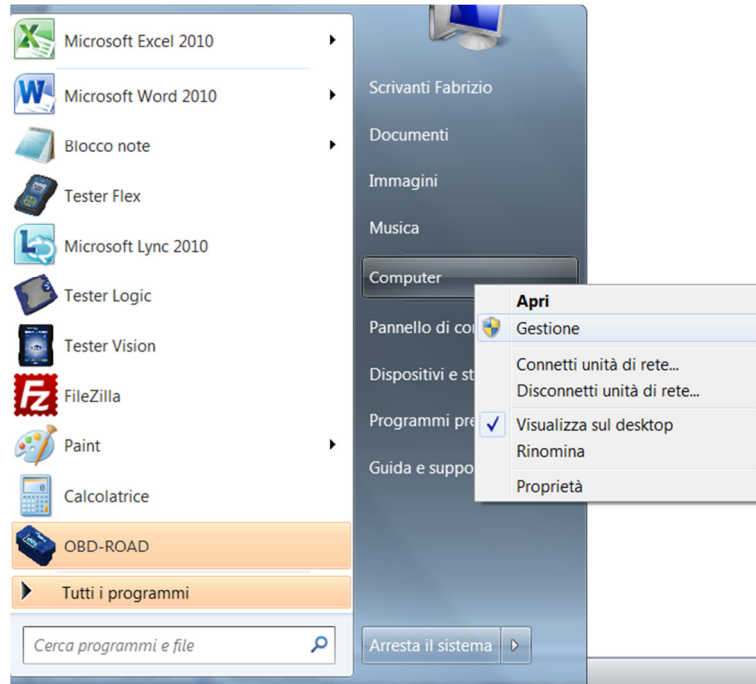 Microsoft Excel 2010
Microsoft Word 2010
Blocco note
Tester Flex
Microsoft Lync 2010
Tester Logic
Tester Vision
FileZilla
Paint
Calcolatrice
OBD-ROAD
Tutti i programmi
Cerca programmi e file
Scrivanti Fabrizio
Documenti
Immagini
Musica
Computer
Pannello di co
Dispositivi e st
Programmi pre
Guida e suppo
Arresta il sistema
Apri
Gestione
Connetti unità di rete...
Disconnetti unità di rete...
Visualizza sul desktop
Rinomina
Proprietà